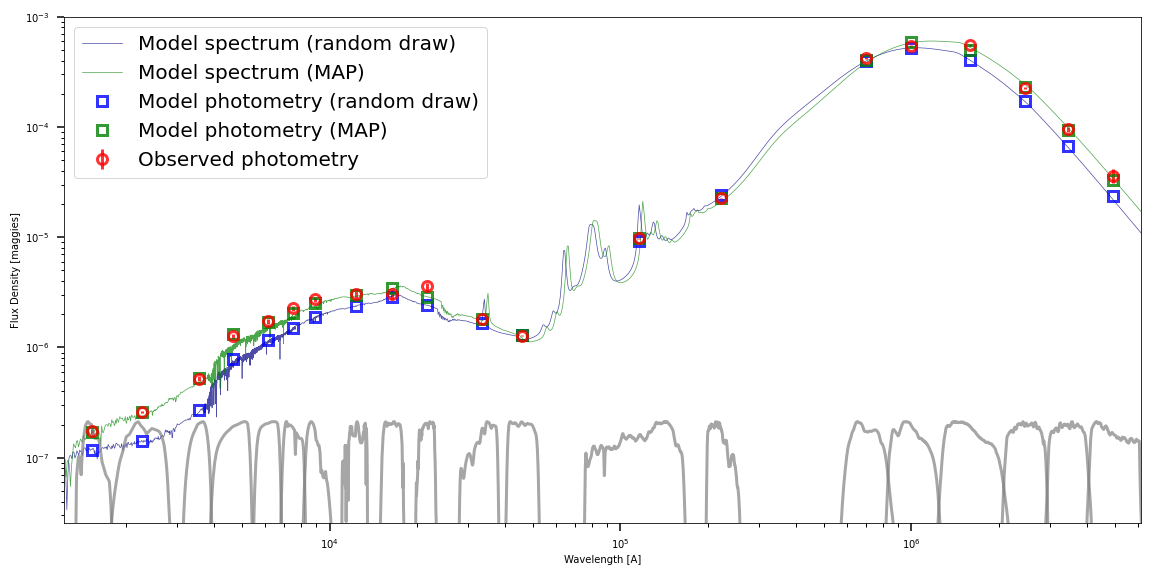 Model spectrum (random draw)
Model spectrum (MAP)
Model photometry (random draw)
Model photometry (MAP)
Observed photometry
Flux Density [maggies]
10⁻³
10⁻⁴
10⁻⁵
10⁻⁶
10⁻⁷
10⁴
10⁵
10⁶
Wavelength [A]